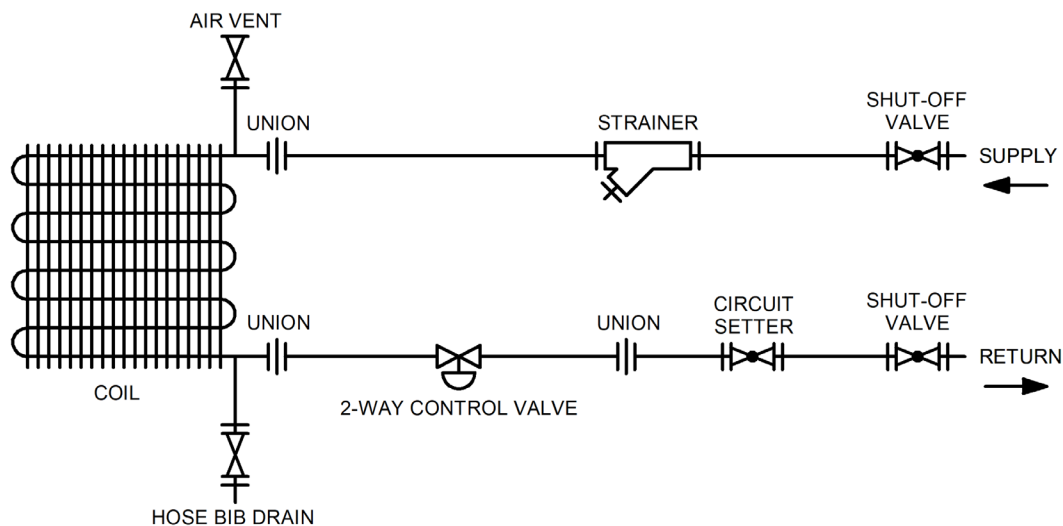 AIR VENT
UNION
STRAINER
SHUT-OFF
VALVE
SUPPLY
UNION
UNION
CIRCUIT
SETTER
SHUT-OFF
VALVE
RETURN
COIL
2-WAY CONTROL VALVE
HOSE BIB DRAIN